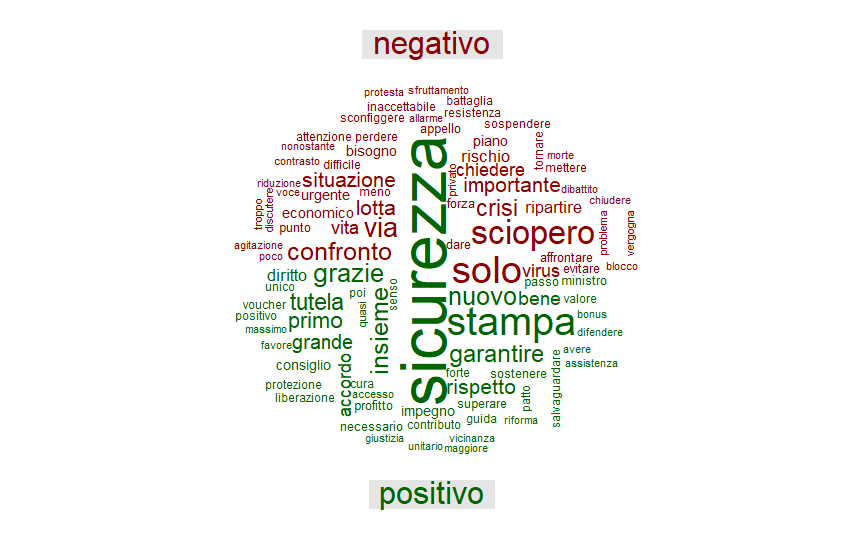 negativo
protesta sfruttamento
inaccettabile battaglia
sconfiggere allarme resistenza
attenzione perdere appello sospendere
nonostante bisogno piano tornare
contrasto difficile rischio morte
situazione privato chiedere mettere
riduzione voce urgente meno importante dibattito
troppo discutere economico lotta forza crisi ripartire chiudere
punto vita via sciopero problema vergogna
agitazione confronto dare affrontare
poco solo virus evitare blocco
diritto grazie sicurezza passo ministro
unico poi senso nuovo bene valore
voucher tutela insieme
positivo primo quasi stampa bonus
massimo difendere
favore grande garantire avere
consiglio accordo forte sostenere salvaguardare assistenza
protezione cura rispetto patto
liberazione accesso
profitto impegno superare
necessario contributo guida riforma
giustizia vicinanza
unitario maggiore
positivo